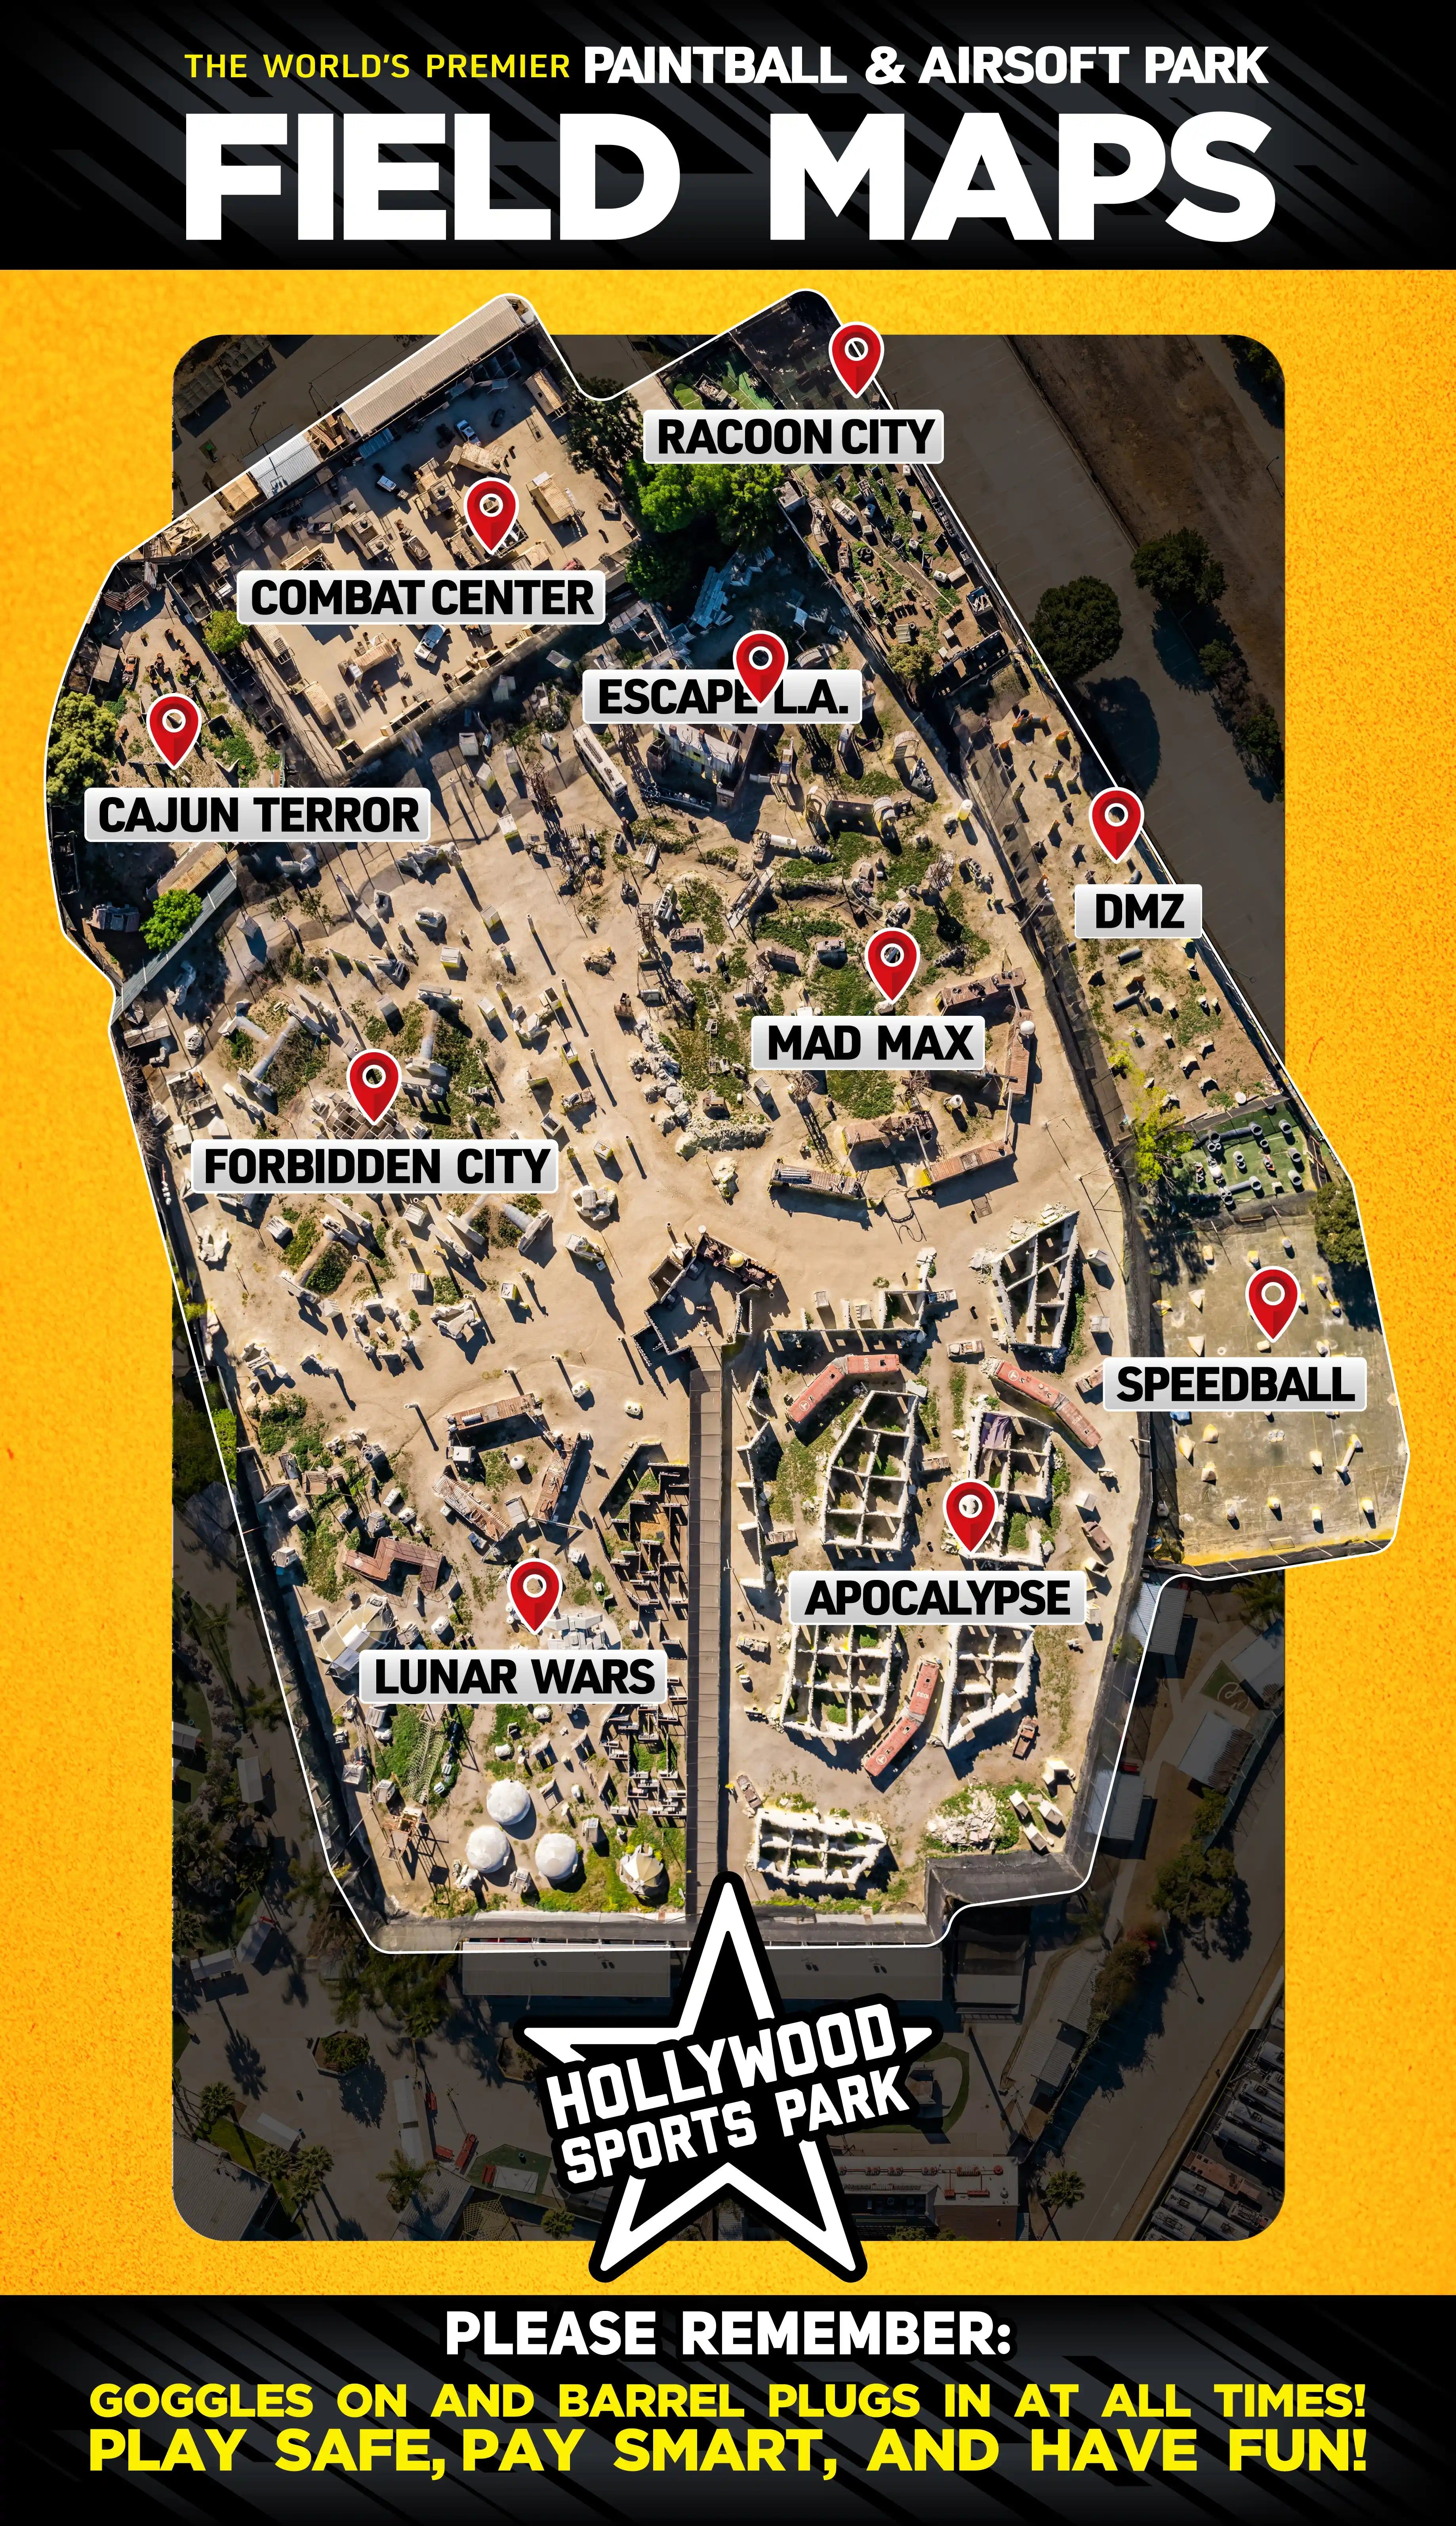 THE WORLD'S PREMIER PAINTBALL & AIRSOFT PARK
FIELD MAPS
RACOON CITY
COMBAT CENTER
ESCAPE L.A.
CAJUN TERROR
DMZ
MAD MAX
FORBIDDEN CITY
SPEEDBALL
APOCALYPSE
LUNAR WARS
HOLLYWOOD
SPORTS PARK
PLEASE REMEMBER:
GOGGLES ON AND BARREL PLUGS IN AT ALL TIMES!
PLAY SAFE, PAY SMART, AND HAVE FUN!